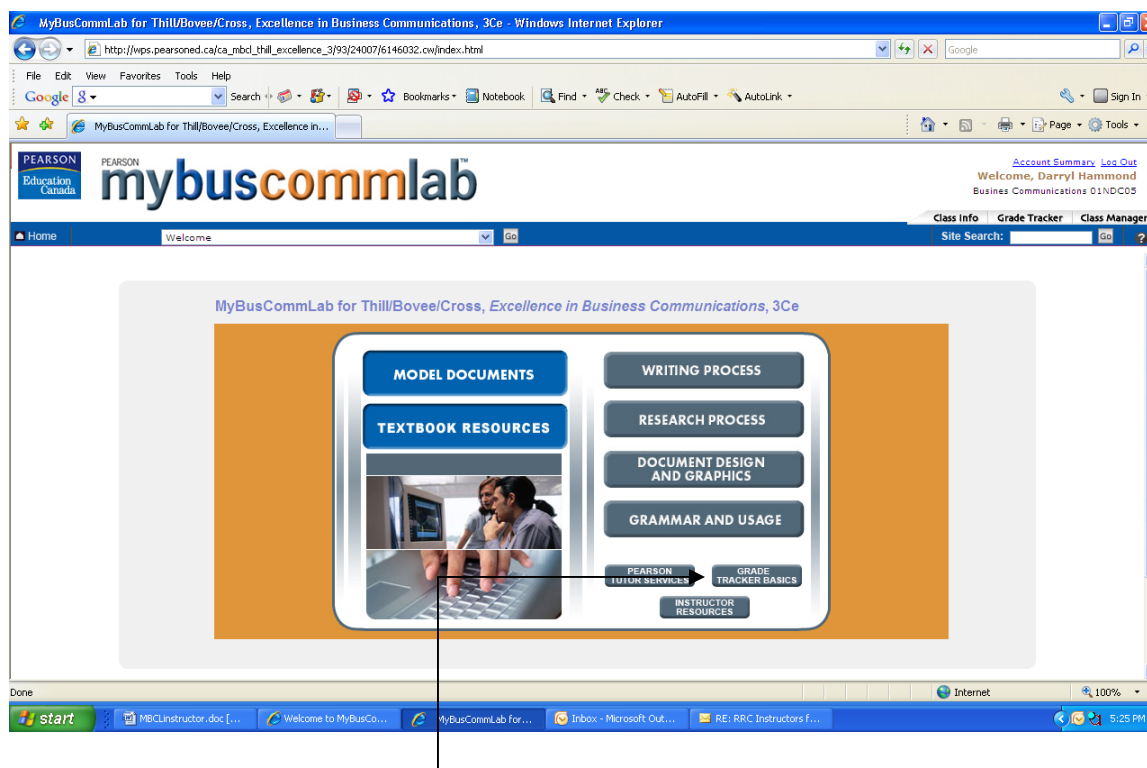 MyBusCommLab for Thill/Bovee/Cross, Excellence in Business Communications, 3Ce - Windows Internet Explorer
http://wps.pearsoned.ca/ca_mbcl_thill_excellence_3/93/24007/6146032.cw/index.html
Google
File Edit View Favorites Tools Help
Google Search Bookmarks Notebook Find Check AutoFill AutoLink Sign In
MyBusCommLab for Thill/Bovee/Cross, Excellence in... Page Tools
PEARSON
Education
Canada
PEARSON
mybuscommlab™
Account Summary Log Out
Welcome, Darryl Hammond
Busines Communications 01NDC05
Class Info Grade Tracker Class Manager
Home Welcome Go Site Search: Go ?
MyBusCommLab for Thill/Bovee/Cross, Excellence in Business Communications, 3Ce
MODEL DOCUMENTS
TEXTBOOK RESOURCES
WRITING PROCESS
RESEARCH PROCESS
DOCUMENT DESIGN
AND GRAPHICS
GRAMMAR AND USAGE
PEARSON
TUTOR SERVICES
GRADE
TRACKER BASICS
INSTRUCTOR
RESOURCES
Done Internet 100%
start MBCLinstructor.doc [... Welcome to MyBusCo... MyBusCommLab for... Inbox - Microsoft Out... RE: RRC Instructors f... 5:25 PM